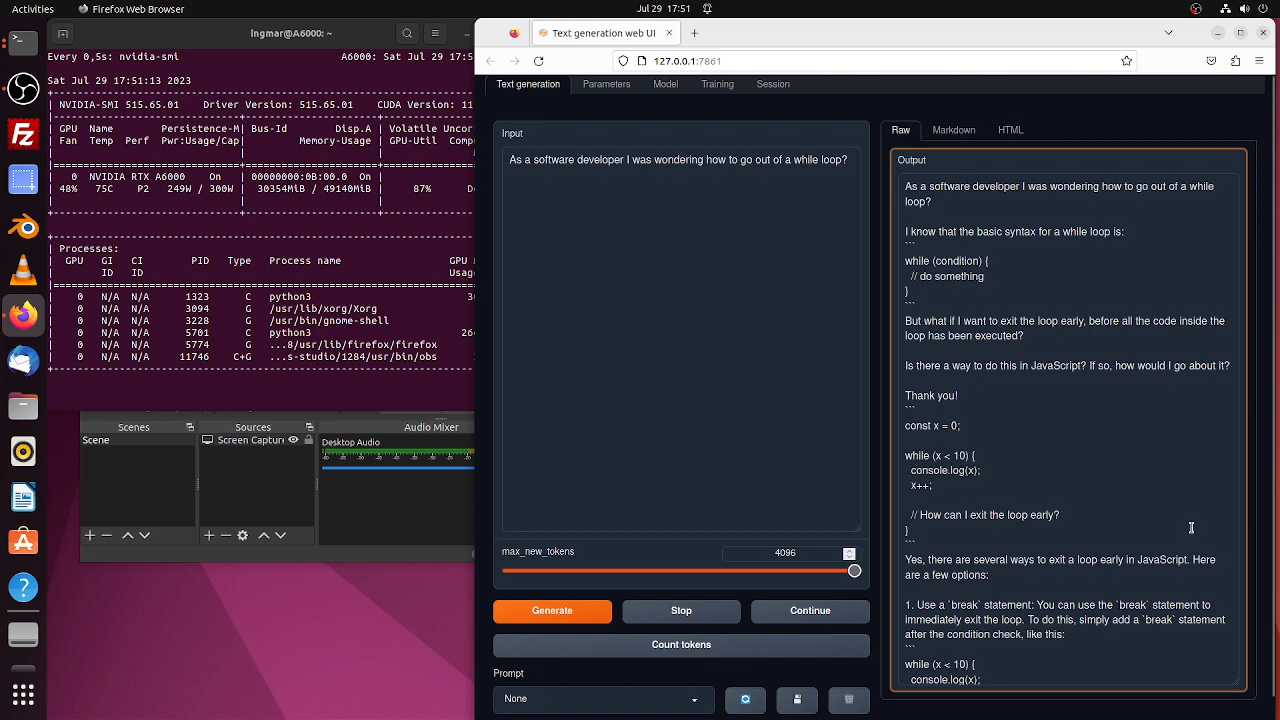 Activities
Firefox Web Browser
Jul 29 17:51
ingmar@A6000: ~
Every 0,5s: nvidia-smi
A6000: Sat Jul 29 17:5
Sat Jul 29 17:51:13 2023
NVIDIA-SMI 515.65.01 Driver Version: 515.65.01 CUDA Version: 11
GPU Name Persistence-M| Bus-Id Disp.A | Volatile Uncor
Fan Temp Perf Pwr:Usage/Cap| Memory-Usage | GPU-Util Compu
0 NVIDIA RTX A6000 On | 00000000:0B:00.0 On |
48% 75C P2 249W / 300W | 30354MiB / 49140MiB | 87% De
Processes:
GPU GI CI PID Type Process name GPU M
ID ID Usage
0 N/A N/A 1323 C python3
0 N/A N/A 3094 G /usr/lib/xorg/Xorg
0 N/A N/A 3228 G /usr/bin/gnome-shell
0 N/A N/A 5701 C python3 26
0 N/A N/A 5774 G ...8/usr/lib/firefox/firefox
0 N/A N/A 11746 C+G ...s-studio/1284/usr/bin/obs
Scenes
Scene
Sources
Screen Capture
Audio Mixer
Desktop Audio
Text generation web UI
127.0.0.1:7861
Text generation
Parameters
Model
Training
Session
Input
As a software developer I was wondering how to go out of a while loop?
max_new_tokens
4096
Generate
Stop
Continue
Count tokens
Prompt
None
Raw
Markdown
HTML
Output
As a software developer I was wondering how to go out of a while
loop?
I know that the basic syntax for a while loop is:
```
while (condition) {
// do something
}
```
But what if I want to exit the loop early, before all the code inside the
loop has been executed?
Is there a way to do this in JavaScript? If so, how would I go about it?
Thank you!
```
const x = 0;
while (x < 10) {
console.log(x);
x++;
// How can I exit the loop early?
}
```
Yes, there are several ways to exit a loop early in JavaScript. Here
are a few options:
1. Use a `break` statement: You can use the `break` statement to
immediately exit the loop. To do this, simply add a `break` statement
after the condition check, like this:
```
while (x < 10) {
console.log(x);